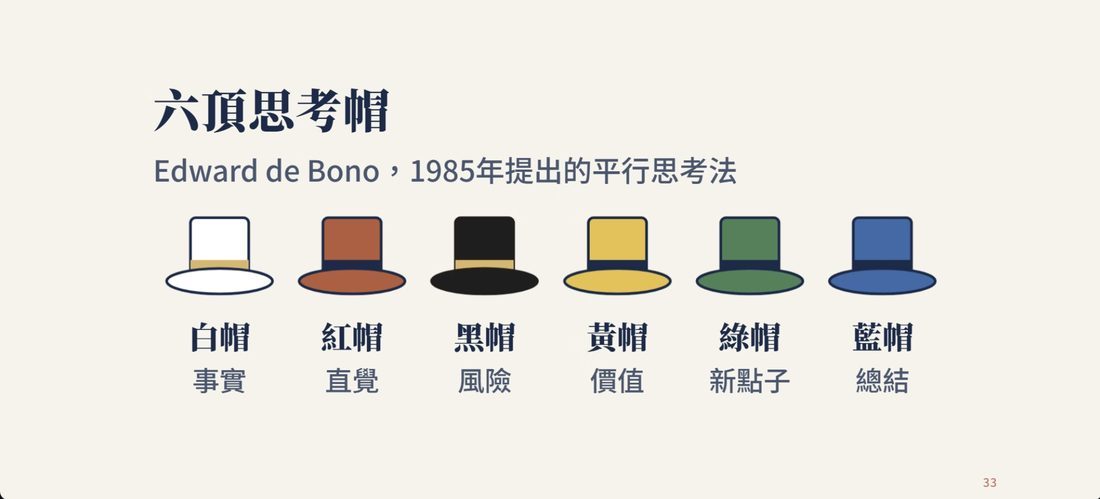 六頂思考帽
Edward de Bono，1985年提出的平行思考法
白帽 紅帽 黑帽 黃帽 綠帽 藍帽
事實 直覺 風險 價值 新點子 總結
33